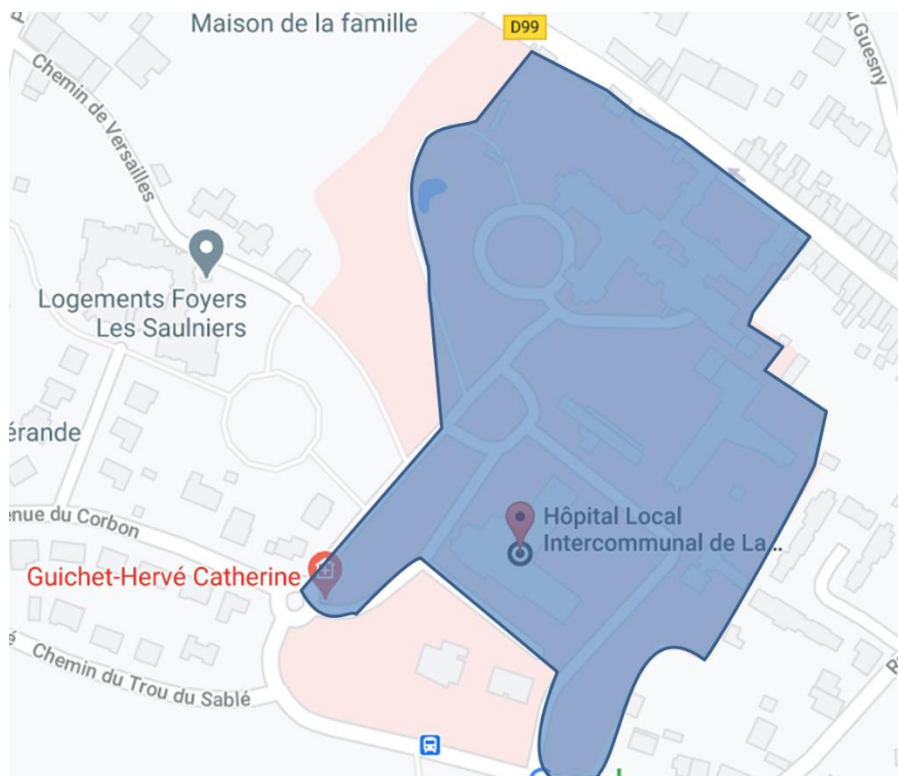 Maison de la famille
D99
u Guesny
Chemin de Versailles
Logements Foyers
Les Saulniers
érande
enue du Corbon
Hôpital Local
Intercommunal de La...
Guichet-Hervé Catherine
Chemin du Trou du Sablé